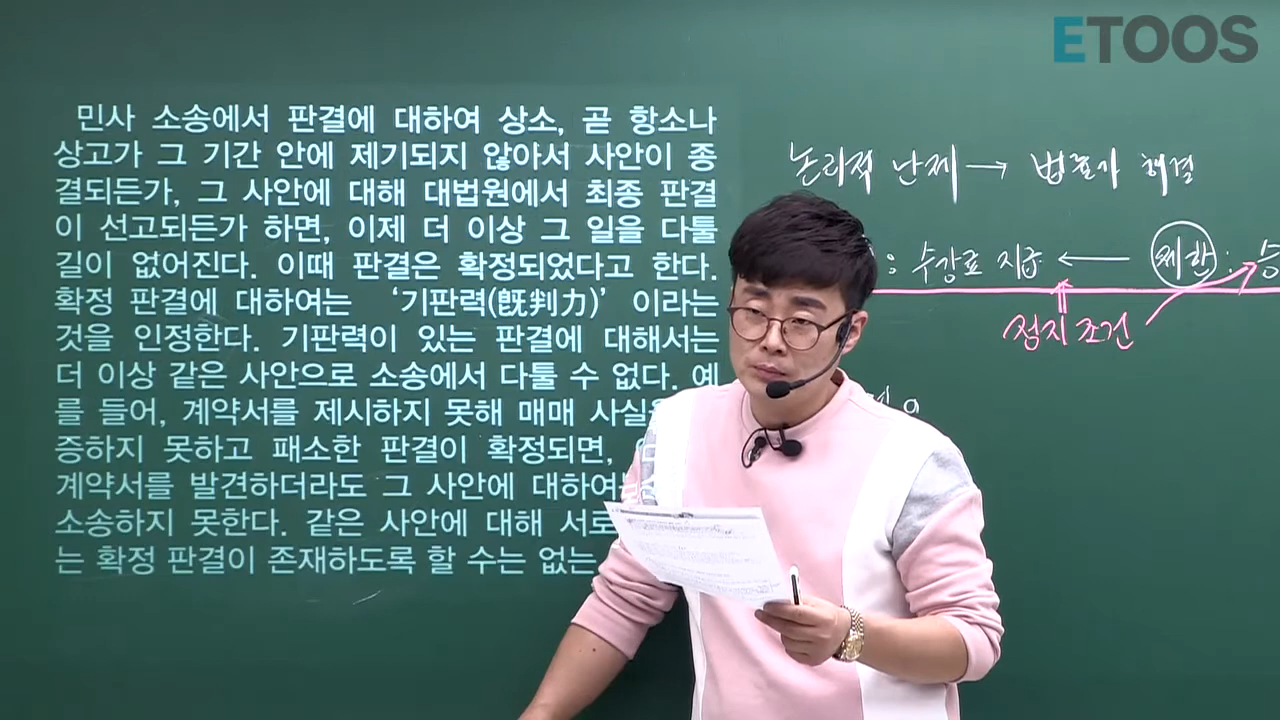 ETOOS
민사 소송에서 판결에 대하여 상소, 곧 항소나
상고가 그 기간 안에 제기되지 않아서 사안이 종
결되든가, 그 사안에 대해 대법원에서 최종 판결
이 선고되든가 하면, 이제 더 이상 그 일을 다툴
길이 없어진다. 이때 판결은 확정되었다고 한다.
확정 판결에 대하여는 ‘기판력(旣判力)’ 이라는
것을 인정한다. 기판력이 있는 판결에 대해서는
더 이상 같은 사안으로 소송에서 다툴 수 없다. 예
를 들어, 계약서를 제시하지 못해 매매 사실을
증하지 못하고 패소한 판결이 확정되면,
계약서를 발견하더라도 그 사안에 대하여는
소송하지 못한다. 같은 사안에 대해 서로
는 확정 판결이 존재하도록 할 수는 없는
논리적 난제 → 법률가 해결
: 수강료 지급 ← 제한 : 승
정지 조건